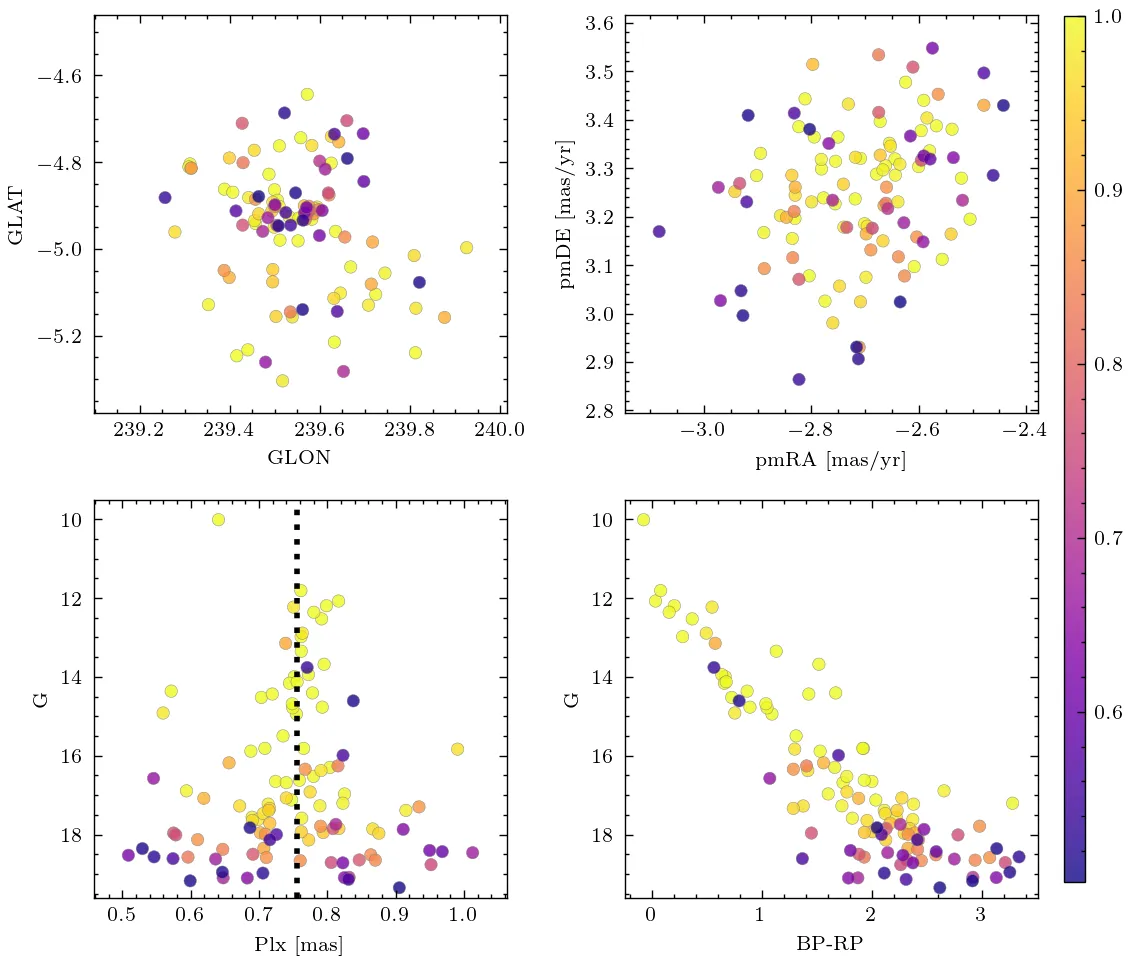 −4.6
−4.8
−5.0
−5.2
GLAT
239.2 239.4 239.6 239.8 240.0
GLON
3.6
3.5
3.4
3.3
3.2
3.1
3.0
2.9
2.8
pmDE [mas/yr]
−3.0 −2.8 −2.6 −2.4
pmRA [mas/yr]
1.0
0.9
0.8
0.7
0.6
10
12
14
16
18
G
0.5 0.6 0.7 0.8 0.9 1.0
Plx [mas]
10
12
14
16
18
G
0 1 2 3
BP-RP